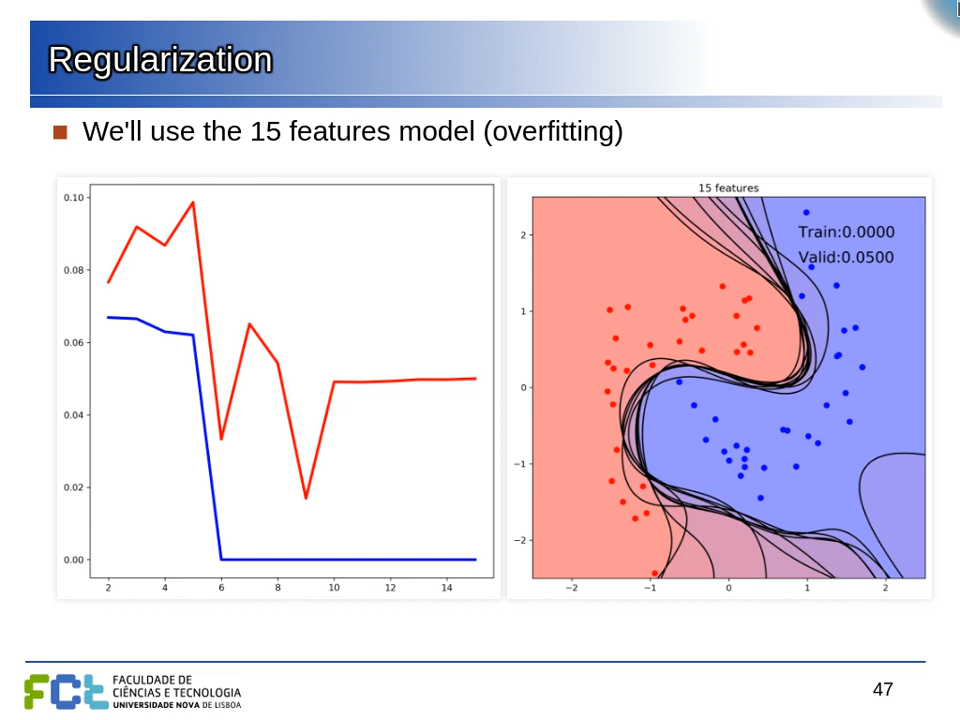 Regularization
We'll use the 15 features model (overfitting)
0.10
0.08
0.06
0.04
0.02
0.00
2 4 6 8 10 12 14
15 features
Train:0.0000
Valid:0.0500
2
1
0
−1
−2
−2 −1 0 1 2
FACULDADE DE
CIÊNCIAS E TECNOLOGIA
UNIVERSIDADE NOVA DE LISBOA
47